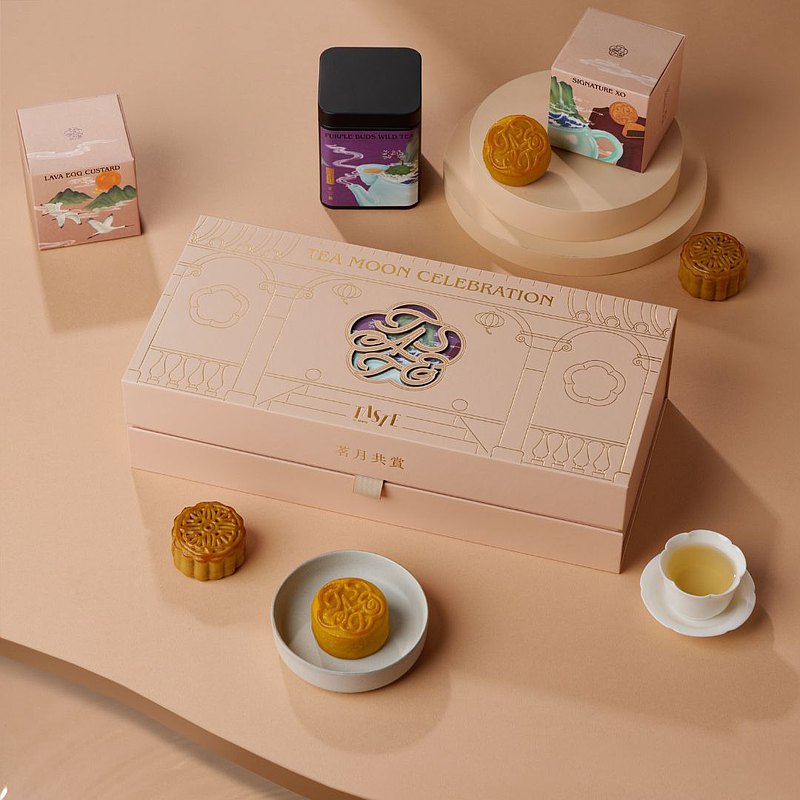 SIGNATURE XO
PURPLE BUDS WILD TEA
LAVA EGG CUSTARD
TEA MOON CELEBRATION
TASTE
茗月共賞